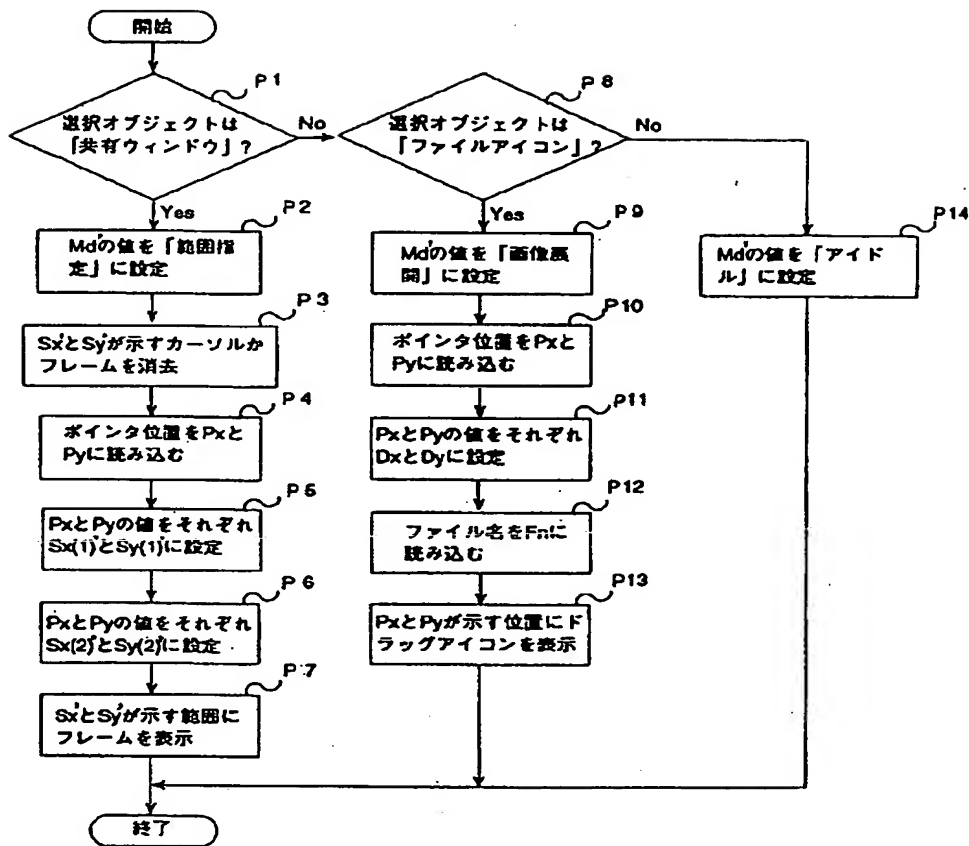 開始
P1
選択オブジェクトは
「共有ウィンドウ」?
No
Yes
P2
Md'の値を「範囲指
定」に設定
P3
Sx'とSy'が示すカーソルか
フレームを消去
P4
ポインタ位置をPxと
Pyに読み込む
P5
PxとPyの値をそれぞれ
Sx(1)'とSy(1)'に設定
P6
PxとPyの値をそれぞれ
Sx(2)'とSy(2)'に設定
P7
Sx'とSy'が示す範囲に
フレームを表示
終了
P8
選択オブジェクトは
「ファイルアイコン」?
No
Yes
P9
Md'の値を「画像展
開」に設定
P10
ポインタ位置をPxと
Pyに読み込む
P11
PxとPyの値をそれぞれ
DxとDyに設定
P12
ファイル名をFnに
読み込む
P13
PxとPyが示す位置にド
ラッグアイコンを表示
P14
Md'の値を「アイド
ル」に設定